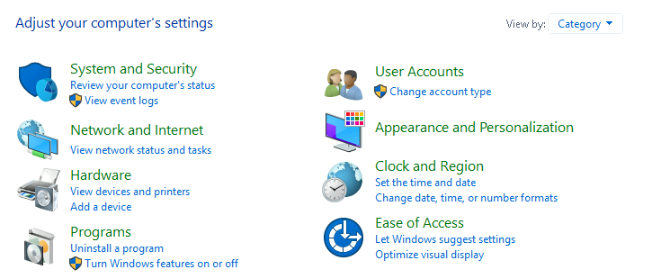 Adjust your computer's settings
View by: Category
System and Security
Review your computer's status
View event logs
Network and Internet
View network status and tasks
Hardware
View devices and printers
Add a device
Programs
Uninstall a program
Turn Windows features on or off
User Accounts
Change account type
Appearance and Personalization
Clock and Region
Set the time and date
Change date, time, or number formats
Ease of Access
Let Windows suggest settings
Optimize visual display